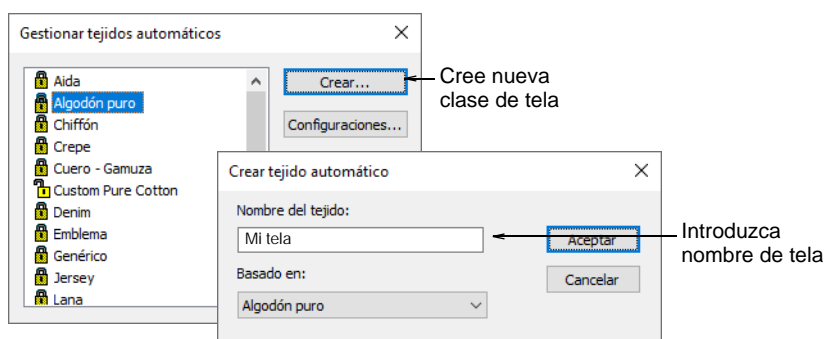 Gestionar tejidos automáticos
Aida
Algodón puro
Chiffón
Crepe
Cuero - Gamuza
Custom Pure Cotton
Denim
Emblema
Genérico
Jersey
Lana
Crear...
Configuraciones...
Cree nueva
clase de tela
Crear tejido automático
Nombre del tejido:
Mi tela
Basado en:
Algodón puro
Aceptar
Cancelar
Introduzca
nombre de tela